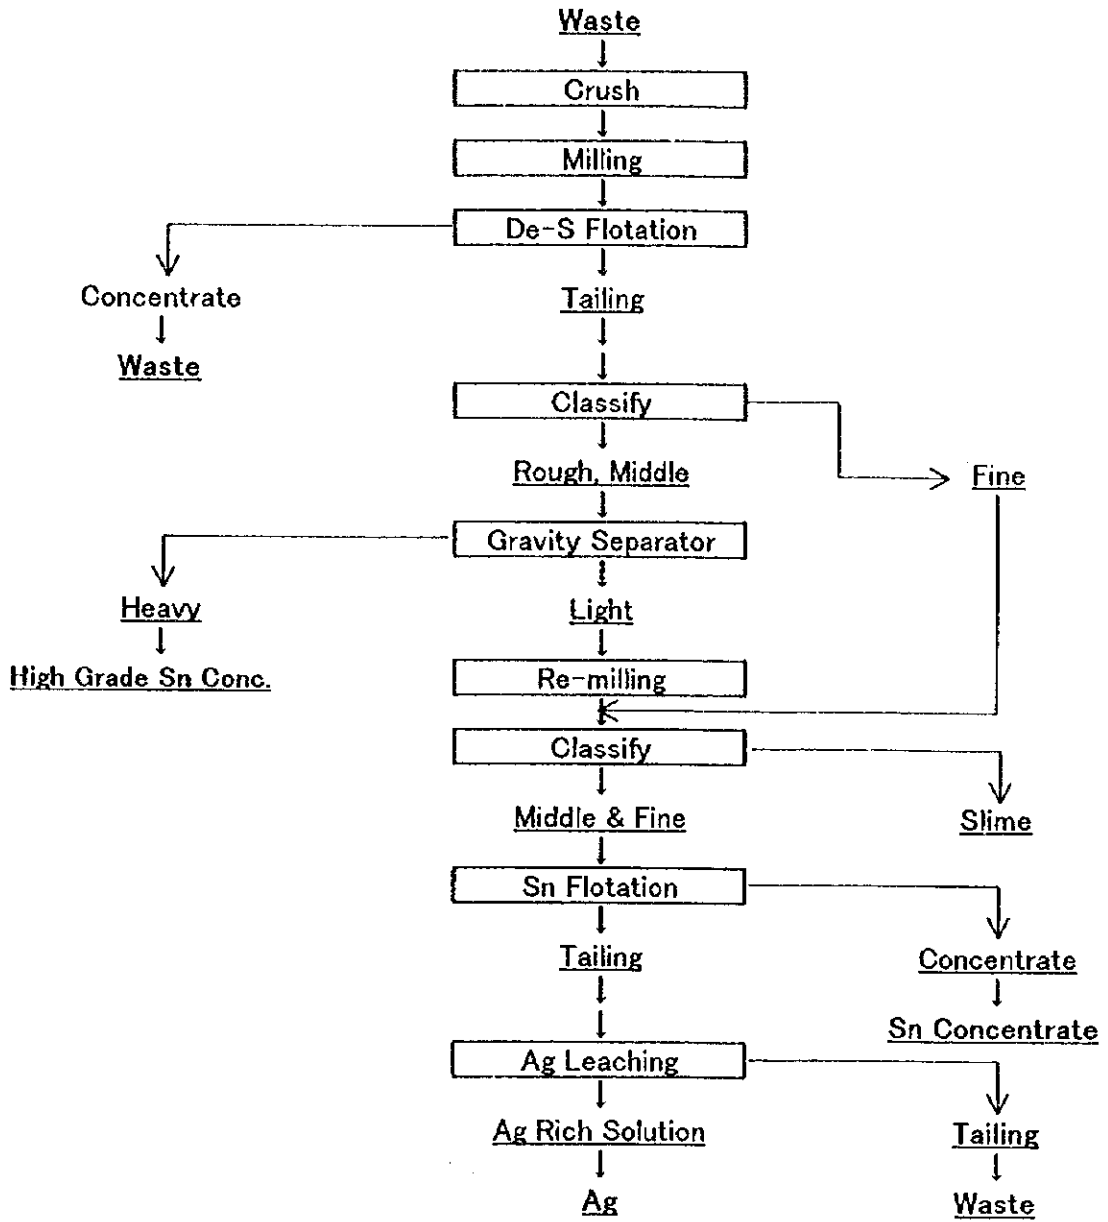 Waste
Crush
Milling
De-S Flotation
Concentrate
Tailing
Waste
Classify
Rough, Middle
Fine
Gravity Separator
Heavy
Light
High Grade Sn Conc.
Re-milling
Classify
Middle & Fine
Slime
Sn Flotation
Tailing
Concentrate
Sn Concentrate
Ag Leaching
Ag Rich Solution
Tailing
Ag
Waste